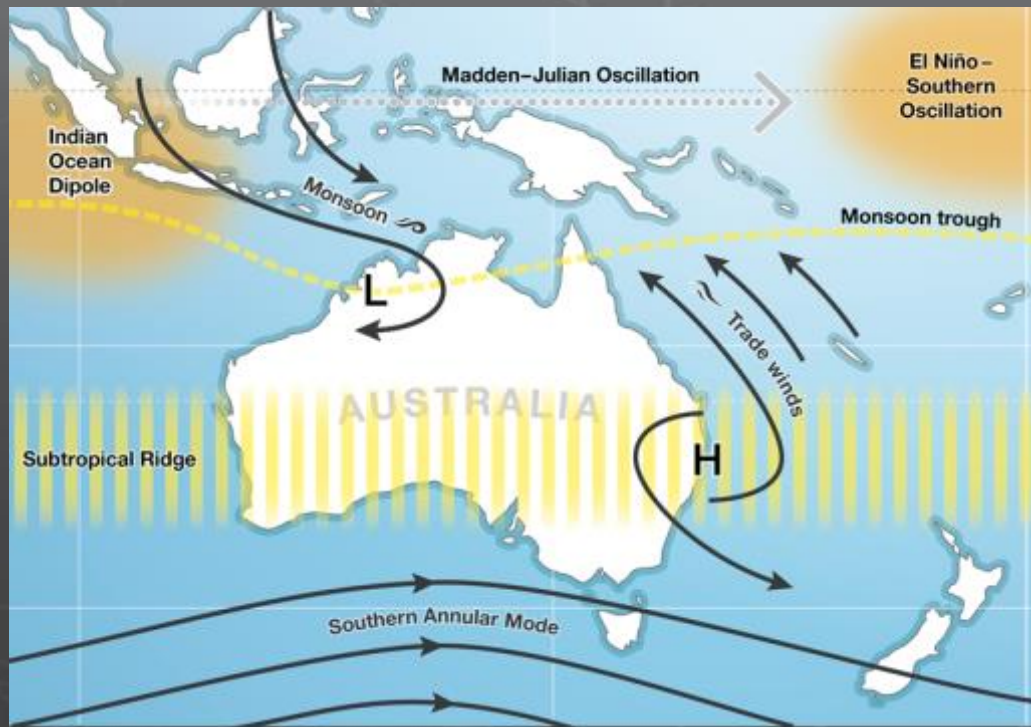 Madden–Julian Oscillation
El Niño–
Southern
Oscillation
Indian
Ocean
Dipole
Monsoon
Monsoon trough
L
Trade winds
AUSTRALIA
Subtropical Ridge
H
Southern Annular Mode